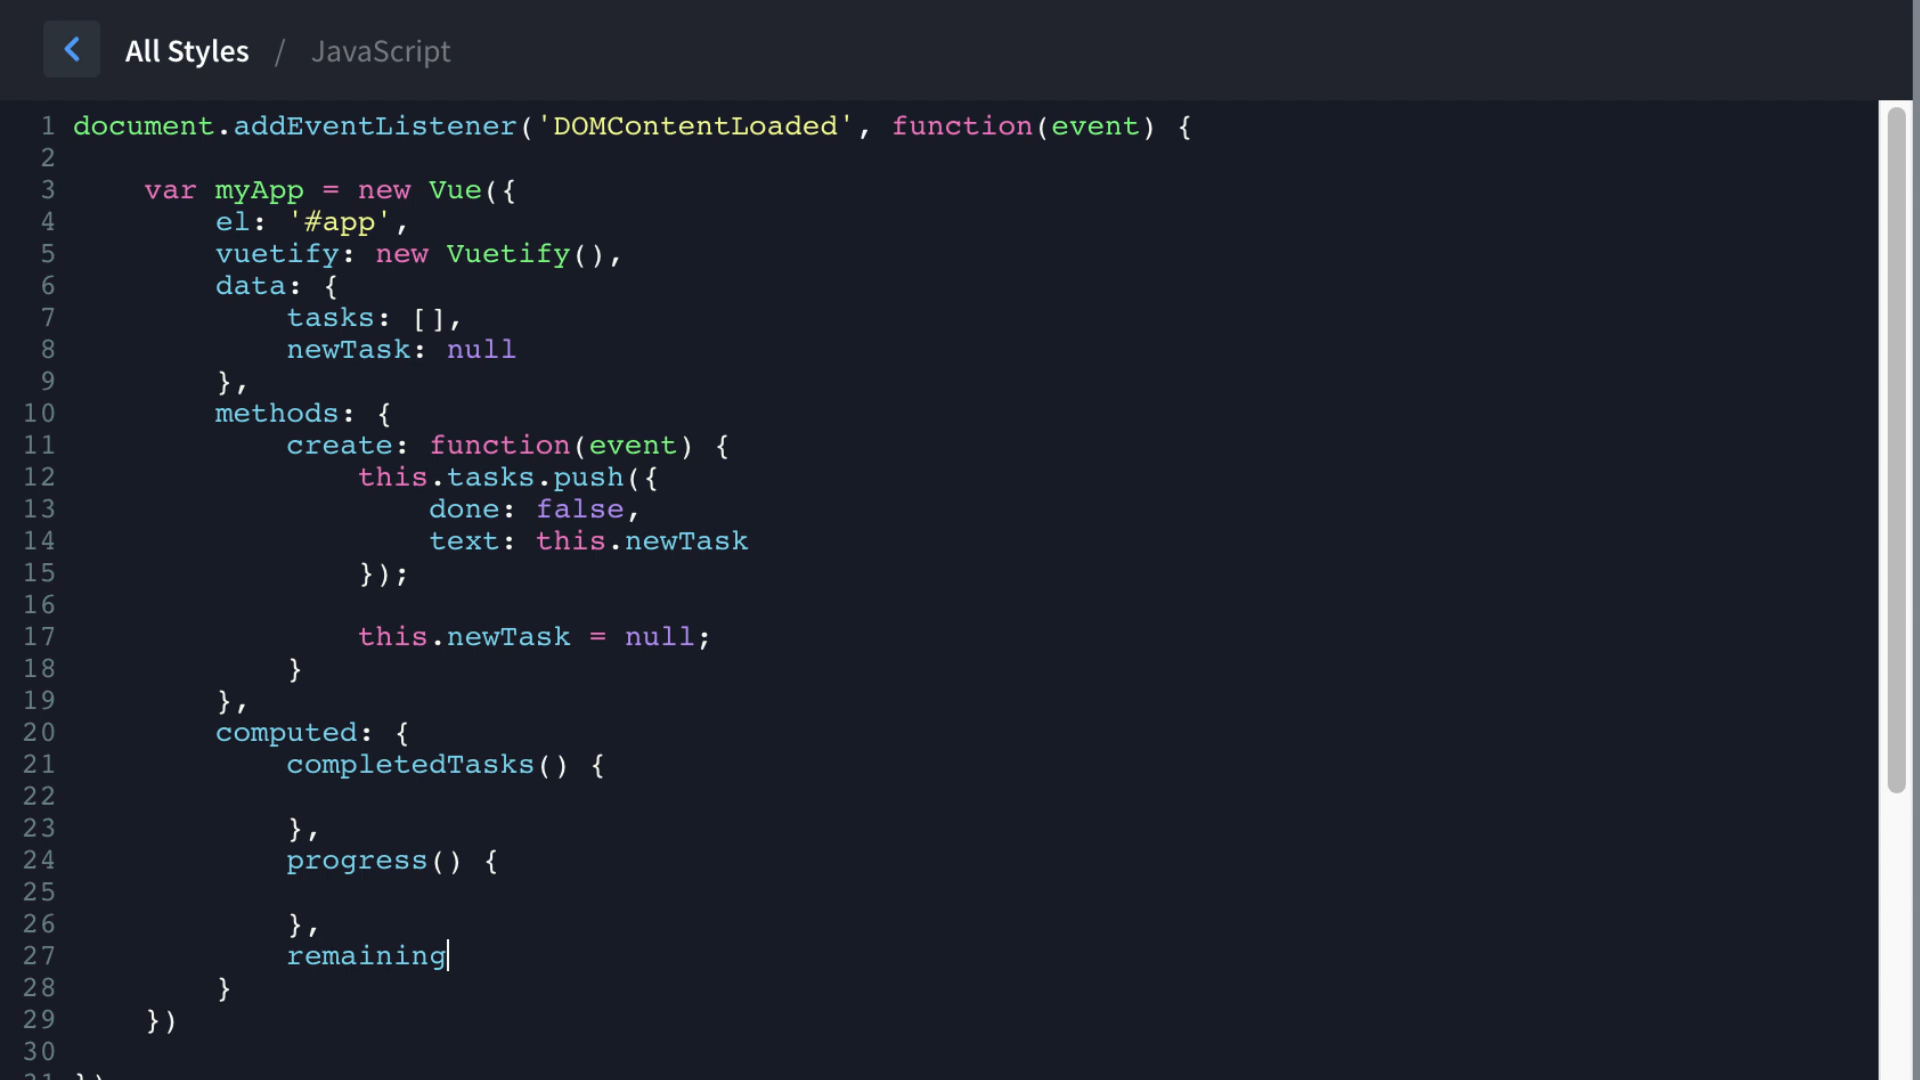 All Styles / JavaScript
1 document.addEventListener('DOMContentLoaded', function(event) {
2
3     var myApp = new Vue({
4         el: '#app',
5         vuetify: new Vuetify(),
6         data: {
7             tasks: [],
8             newTask: null
9         },
10         methods: {
11             create: function(event) {
12                 this.tasks.push({
13                     done: false,
14                     text: this.newTask
15                 });
16
17                 this.newTask = null;
18             }
19         },
20         computed: {
21             completedTasks() {
22
23             },
24             progress() {
25
26             },
27             remaining
28         }
29     })
30
31 })